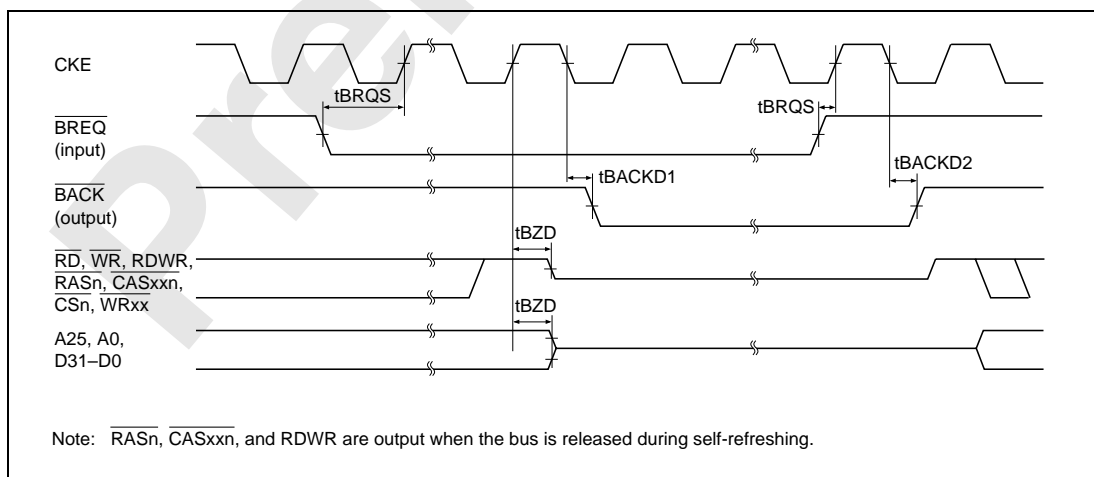 CKE
tBRQS
tBRQS
BREQ
(input)
tBACKD1
tBACKD2
BACK
(output)
tBZD
RD, WR, RDWR,
RASn, CASxxn,
CSn, WRxx
tBZD
A25, A0,
D31–D0
Note: RASn, CASxxn, and RDWR are output when the bus is released during self-refreshing.
Pre